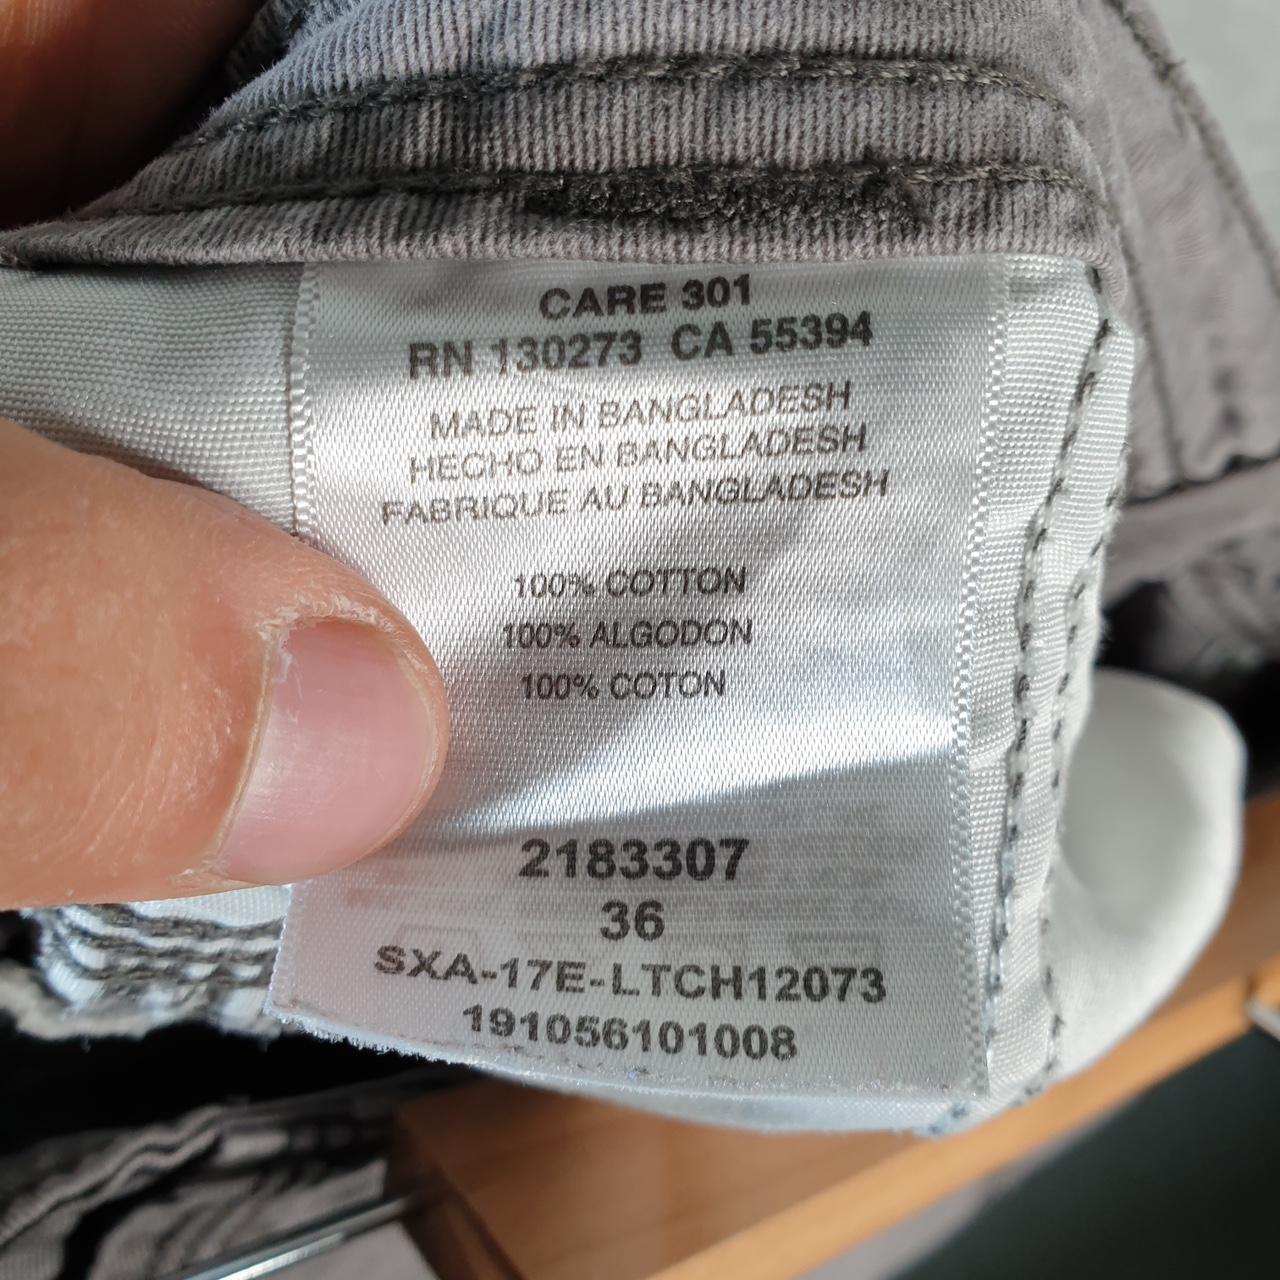 CARE 301
RN 130273 CA 55394
MADE IN BANGLADESH
HECHO EN BANGLADESH
FABRIQUE AU BANGLADESH
100% COTTON
100% ALGODON
100% COTON
2183307
36
SXA-17E-LTCH12073
191056101008